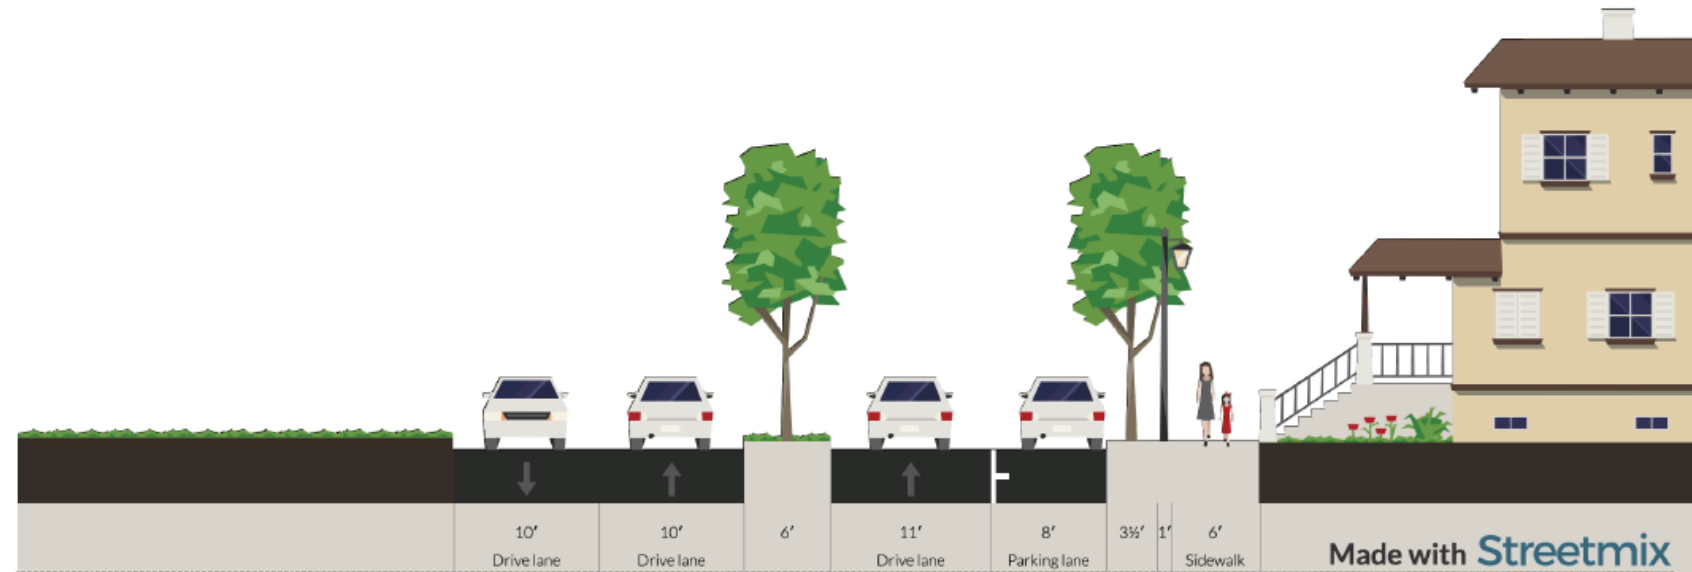 10′ 10′ 6′ 11′ 8′ 3½′ 1′ 6′
Drive lane Drive lane Drive lane Parking lane Sidewalk
Made with Streetmix